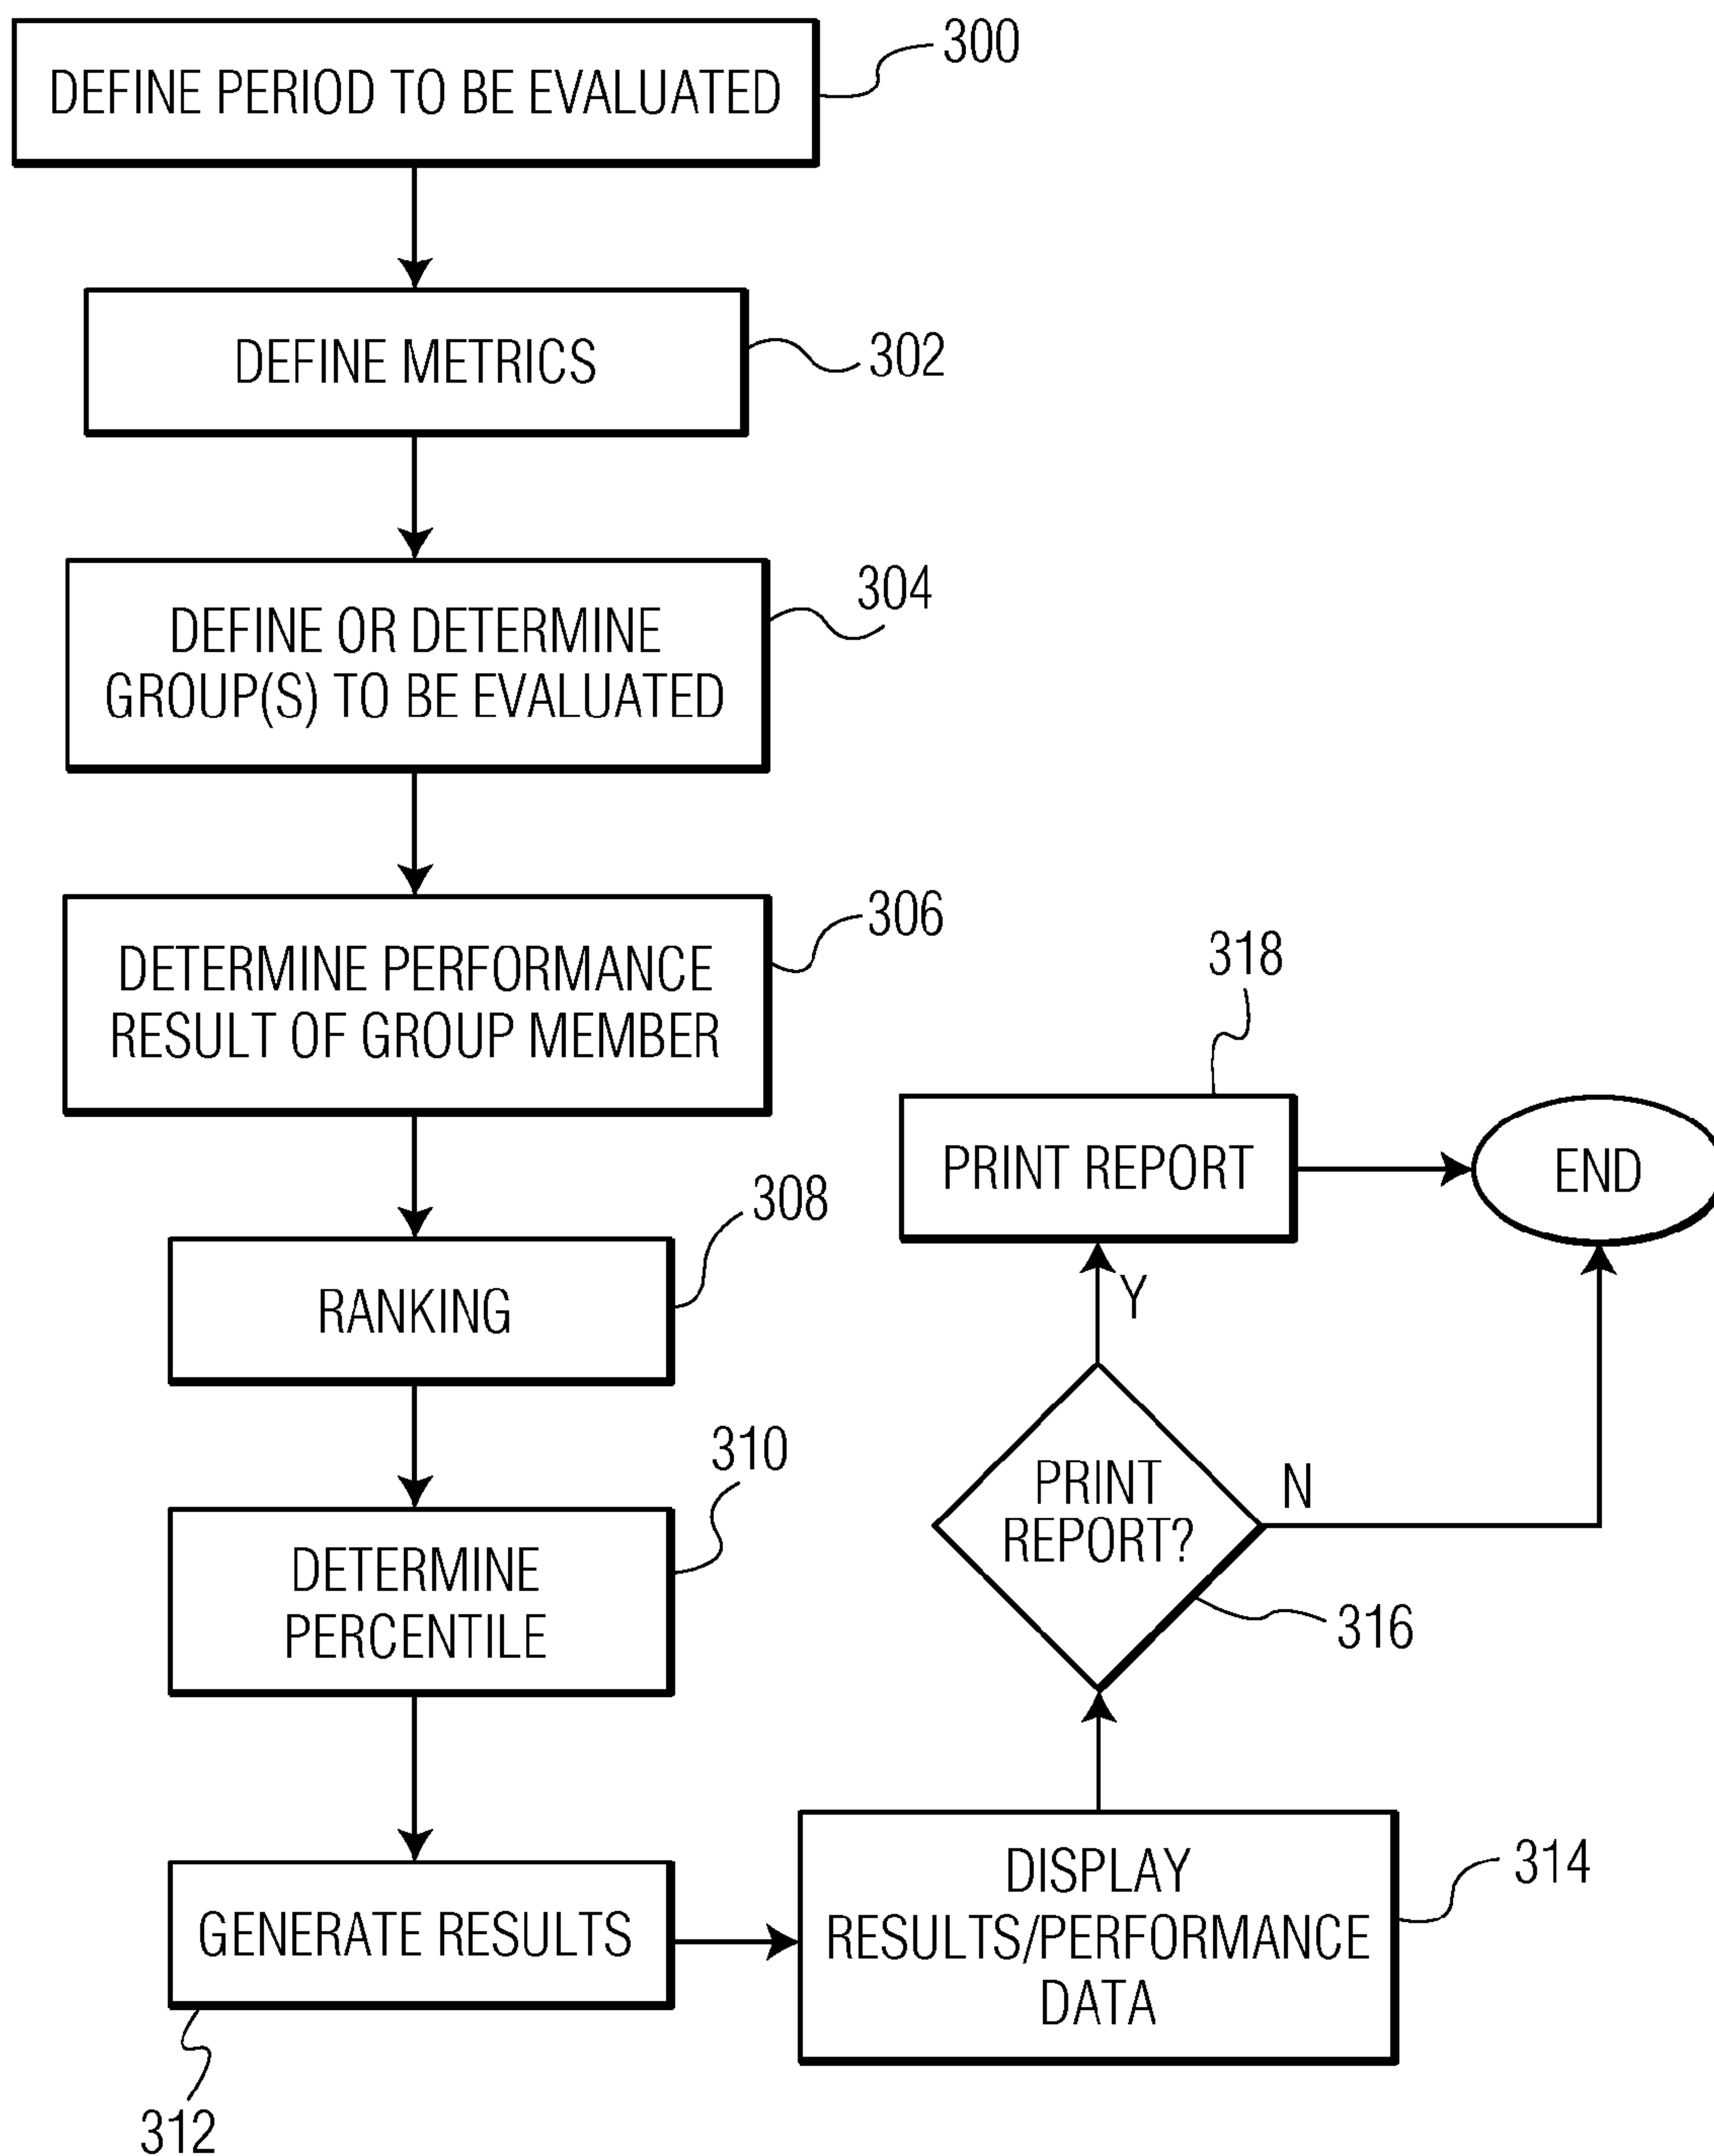 DEFINE PERIOD TO BE EVALUATED
300
DEFINE METRICS
302
DEFINE OR DETERMINE
GROUP(S) TO BE EVALUATED
304
DETERMINE PERFORMANCE
RESULT OF GROUP MEMBER
306
RANKING
308
DETERMINE
PERCENTILE
310
GENERATE RESULTS
312
DISPLAY
RESULTS/PERFORMANCE
DATA
314
PRINT
REPORT?
316
Y
N
PRINT REPORT
318
END